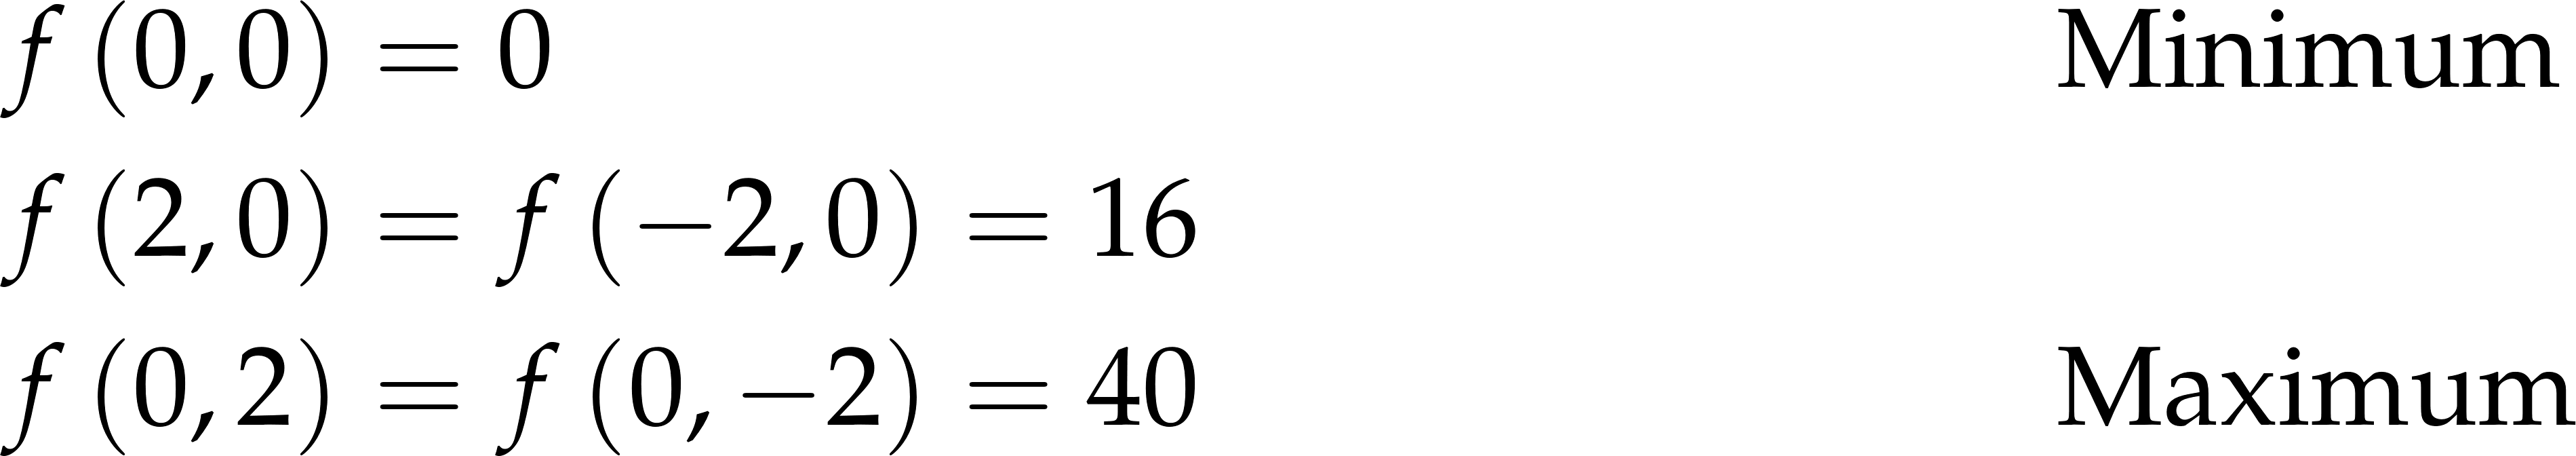 f (0, 0) = 0 Minimum
f (2, 0) = f (−2, 0) = 16
f (0, 2) = f (0, −2) = 40 Maximum